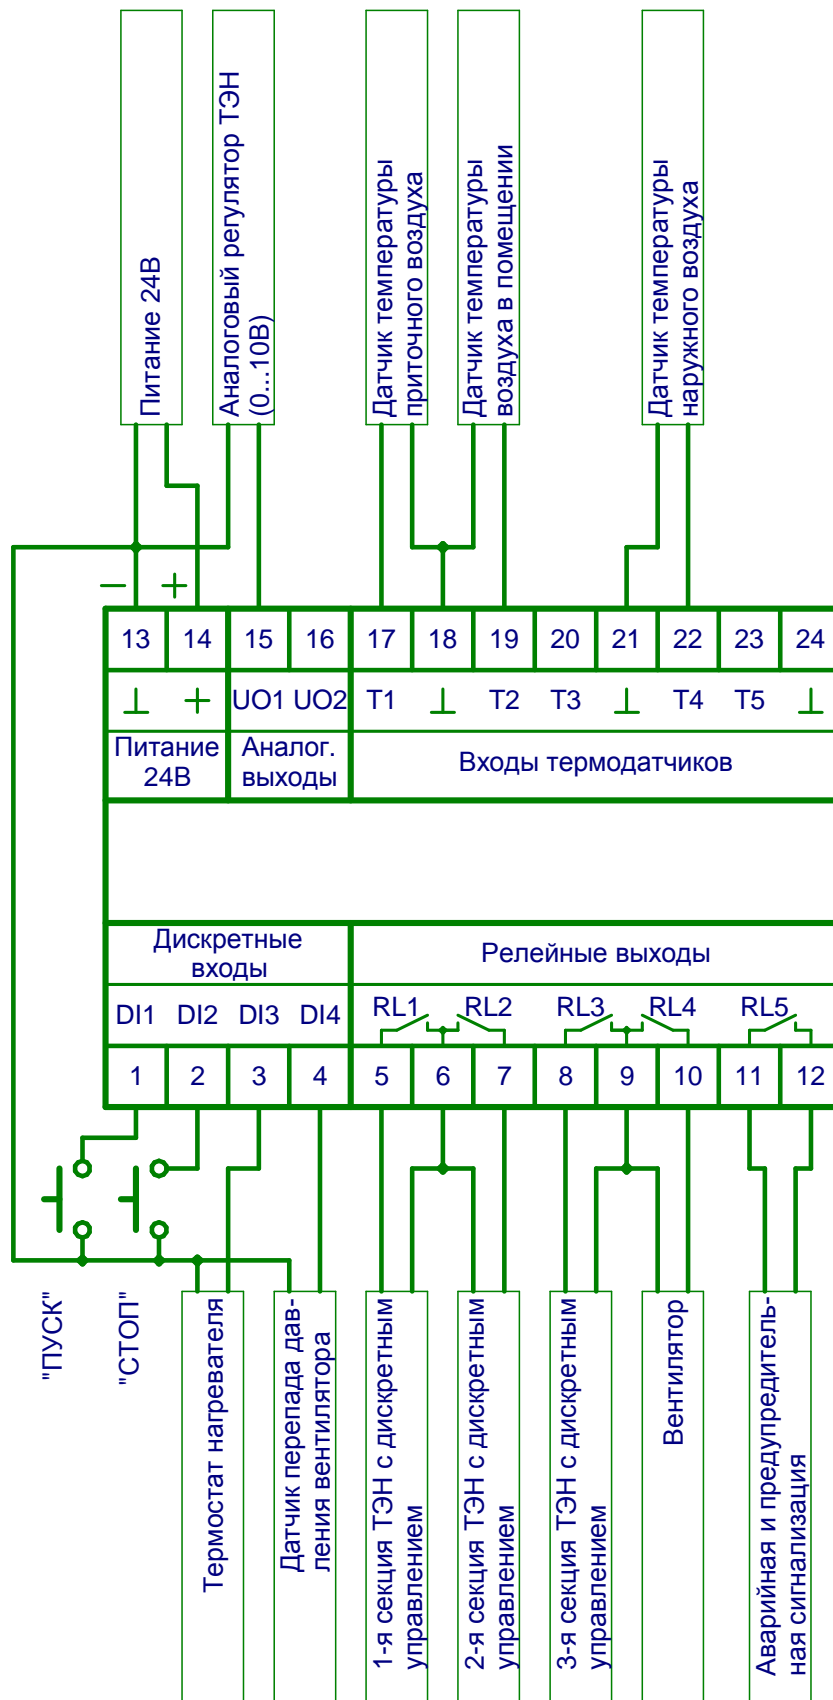 Питание 24В
Аналоговый регулятор ТЭН
(0...10В)
Датчик температуры
приточного воздуха
Датчик температуры
воздуха в помещении
Датчик температуры
наружного воздуха
− +
13 14 15 16 17 18 19 20 21 22 23 24
⊥ + UO1 UO2 T1 ⊥ T2 T3 ⊥ T4 T5 ⊥
Питание
24В
Аналог.
выходы
Входы термодатчиков
Дискретные
входы
Релейные выходы
DI1 DI2 DI3 DI4 RL1 RL2 RL3 RL4 RL5
1 2 3 4 5 6 7 8 9 10 11 12
"ПУСК"
"СТОП"
Термостат нагревателя
Датчик перепада дав-
ления вентилятора
1-я секция ТЭН с дискретным
управлением
2-я секция ТЭН с дискретным
управлением
3-я секция ТЭН с дискретным
управлением
Вентилятор
Аварийная и предупредитель-
ная сигнализация